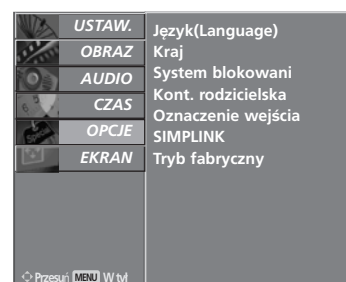 USTAW.
OBRAZ
AUDIO
CZAS
OPCJE
EKRAN
Język(Language)
Kraj
System blokowani
Kont. rodzicielska
Oznaczenie wejścia
SIMPLINK
Tryb fabryczny
Przesuń MENU W tył